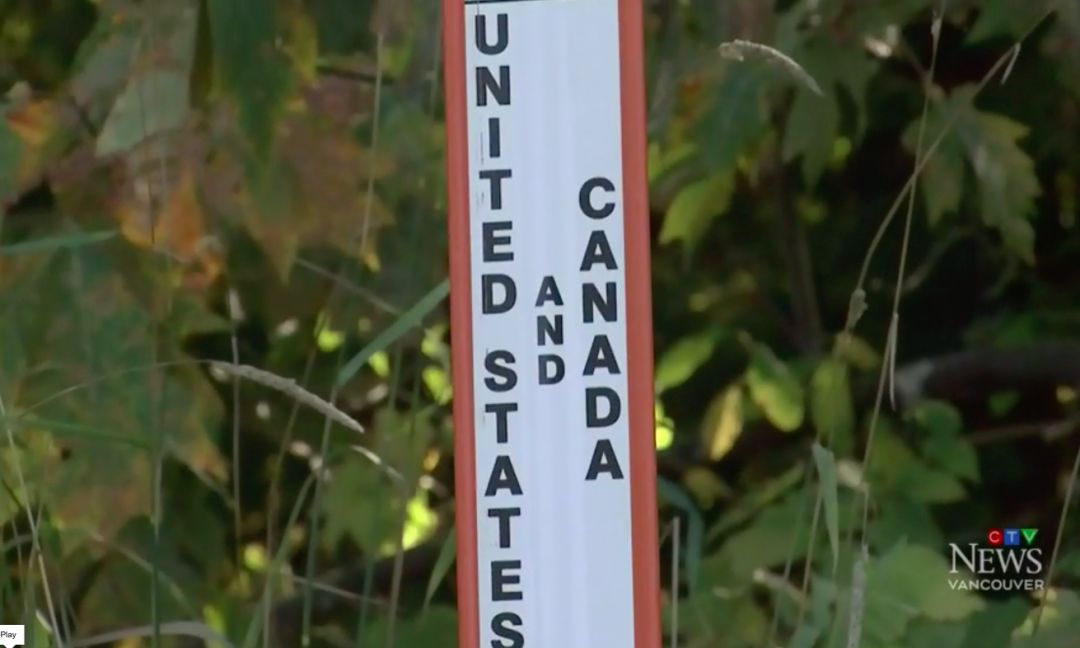 UNITED STATES
AND
CANADA
CTV
NEWS
VANCOUVER
Play